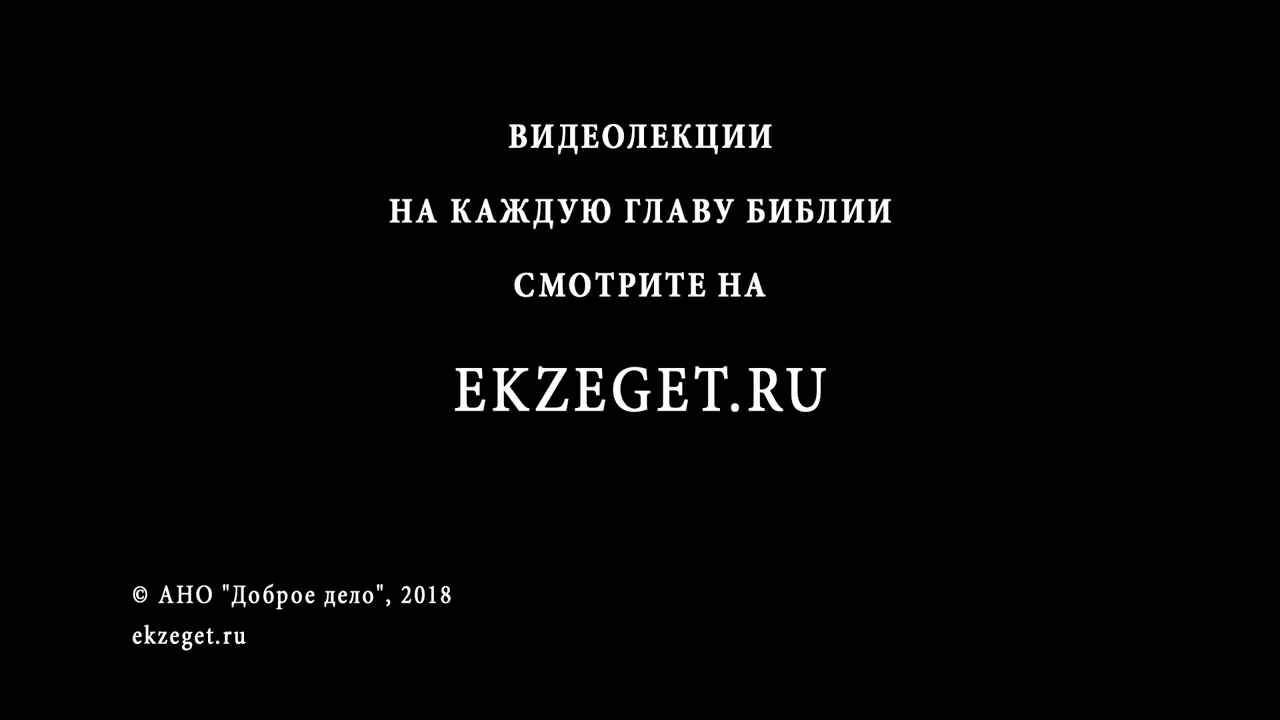 ВИДЕОЛЕКЦИИ
НА КАЖДУЮ ГЛАВУ БИБЛИИ
СМОТРИТЕ НА
EKZEGET.RU
© АНО "Доброе дело", 2018
ekzeget.ru